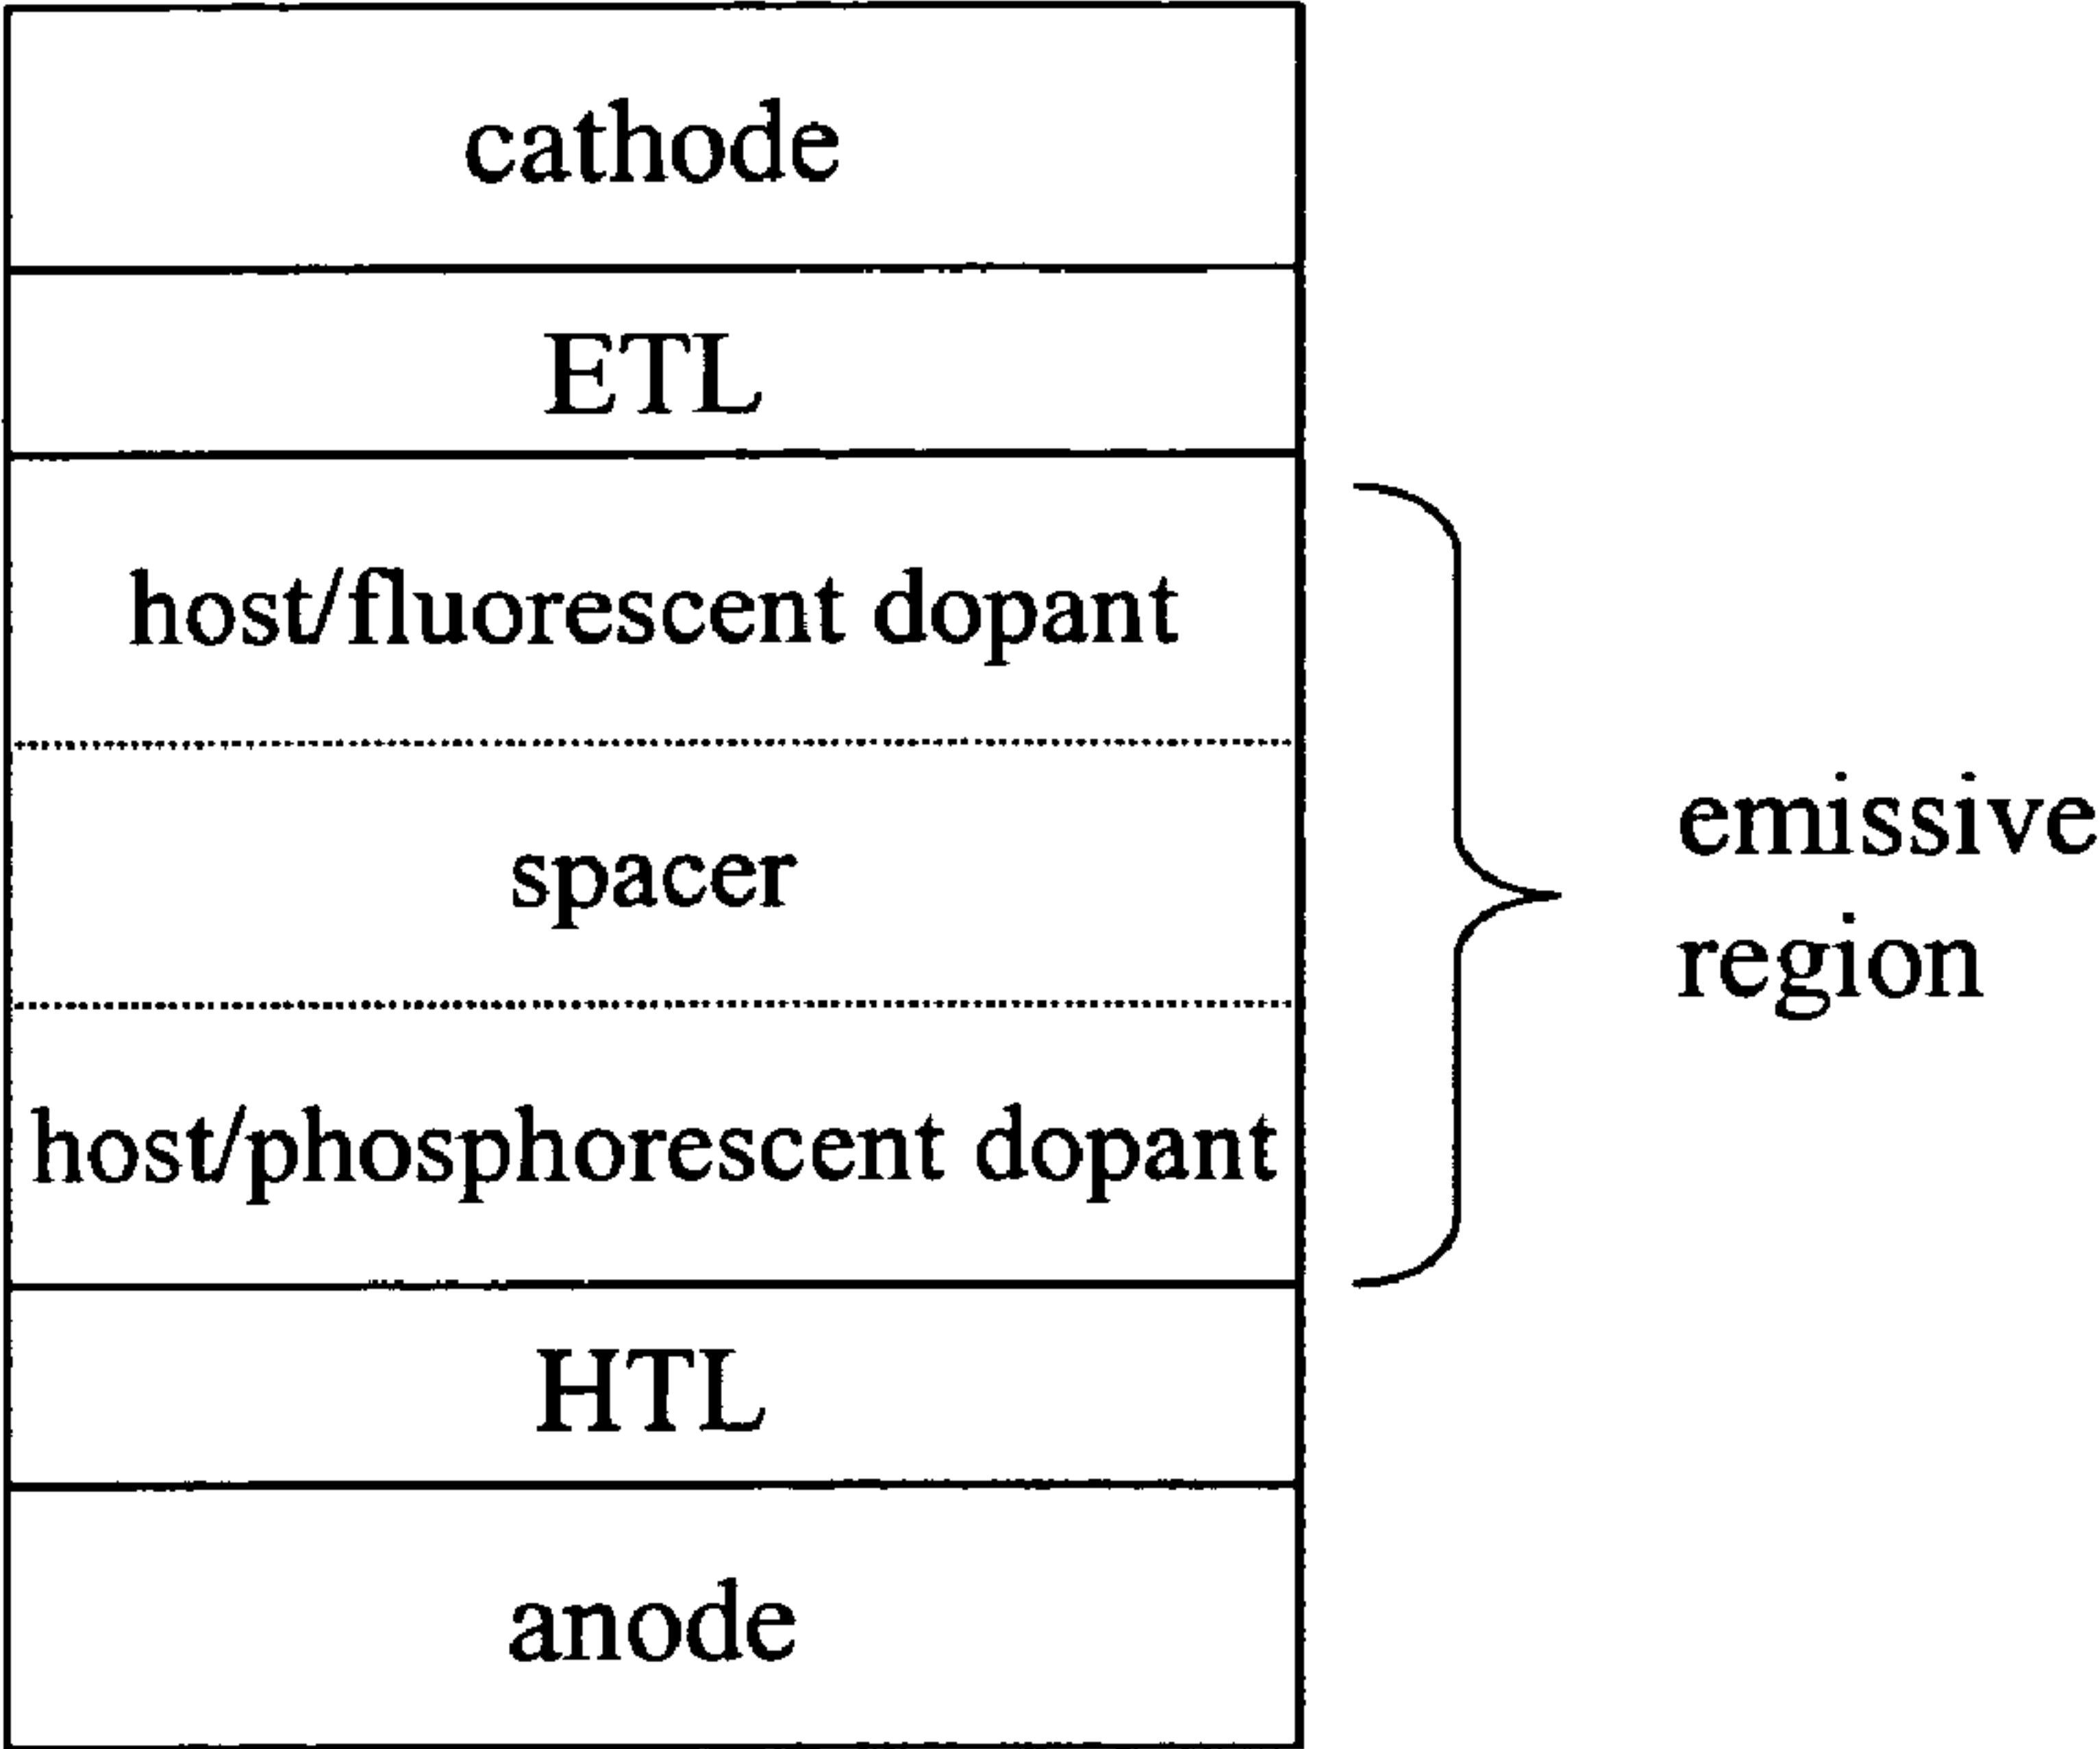 cathode
ETL
host/fluorescent dopant
spacer
host/phosphorescent dopant
HTL
anode
emissive
region